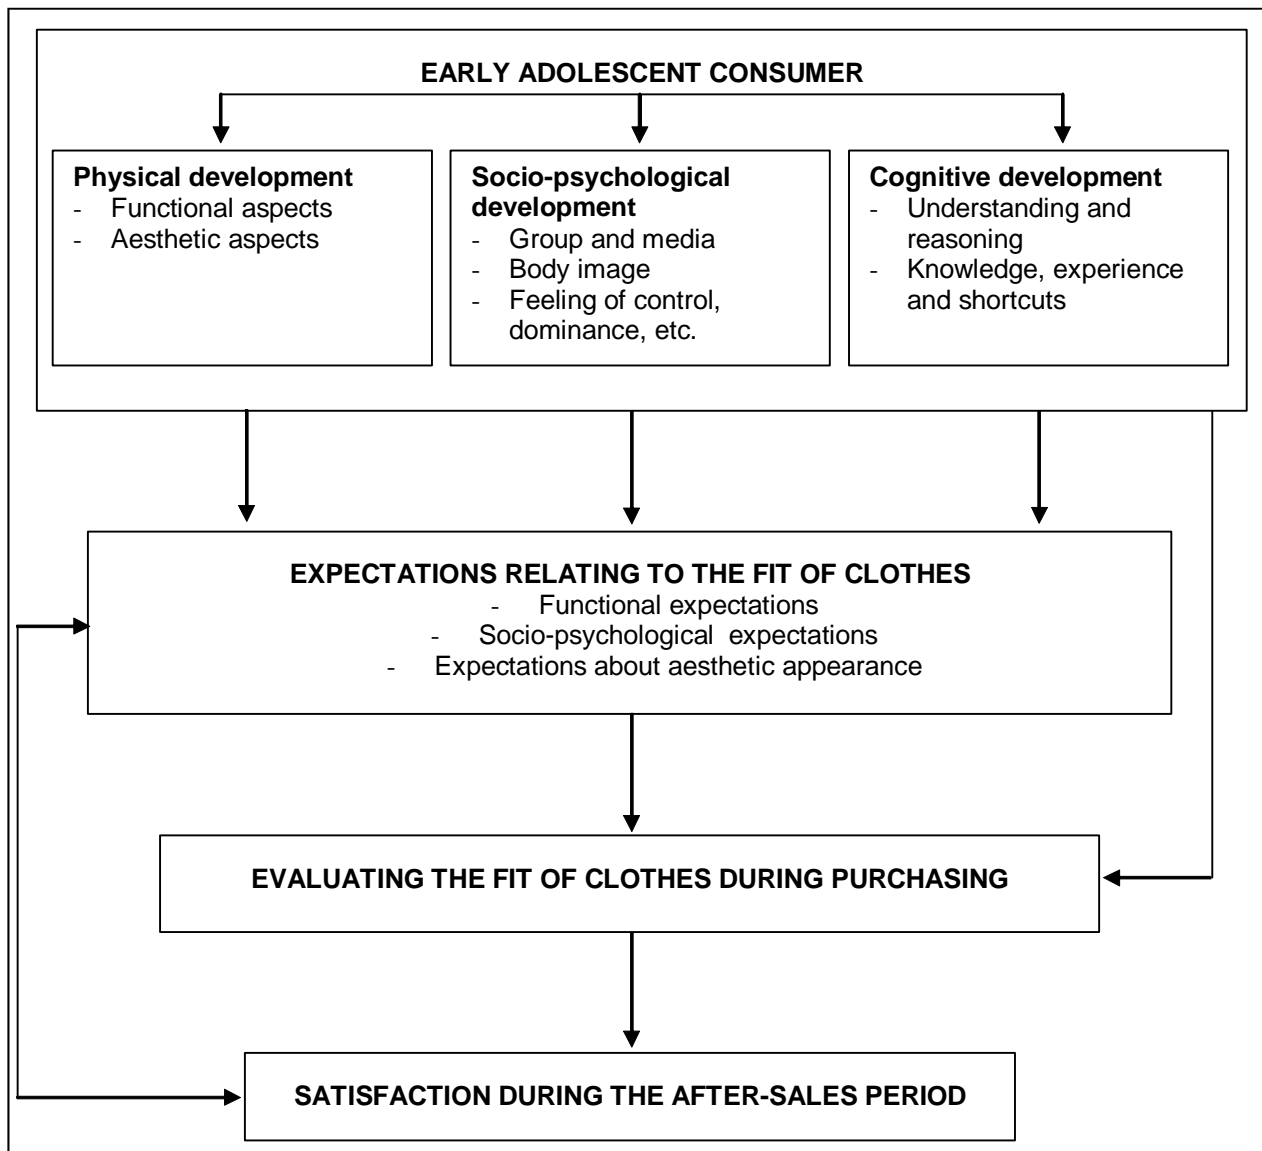 EARLY ADOLESCENT CONSUMER
Physical development
- Functional aspects
- Aesthetic aspects
Socio-psychological
development
- Group and media
- Body image
- Feeling of control,
dominance, etc.
Cognitive development
- Understanding and
reasoning
- Knowledge, experience
and shortcuts
EXPECTATIONS RELATING TO THE FIT OF CLOTHES
- Functional expectations
- Socio-psychological expectations
- Expectations about aesthetic appearance
EVALUATING THE FIT OF CLOTHES DURING PURCHASING
SATISFACTION DURING THE AFTER-SALES PERIOD